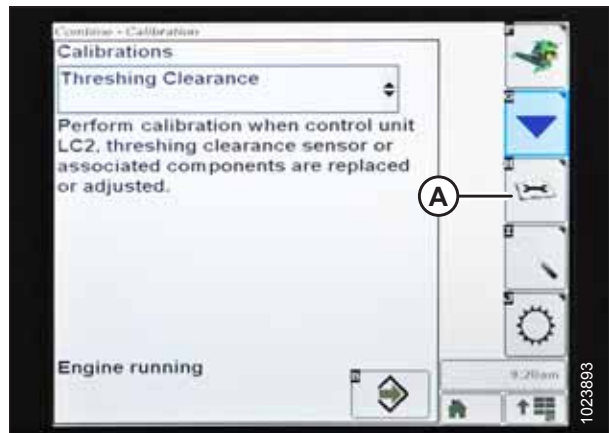 Combine - Calibration
Calibrations
Threshing Clearance
Perform calibration when control unit
LC2, threshing clearance sensor or
associated components are replaced
or adjusted.
A
Engine running
9:20am
1023893